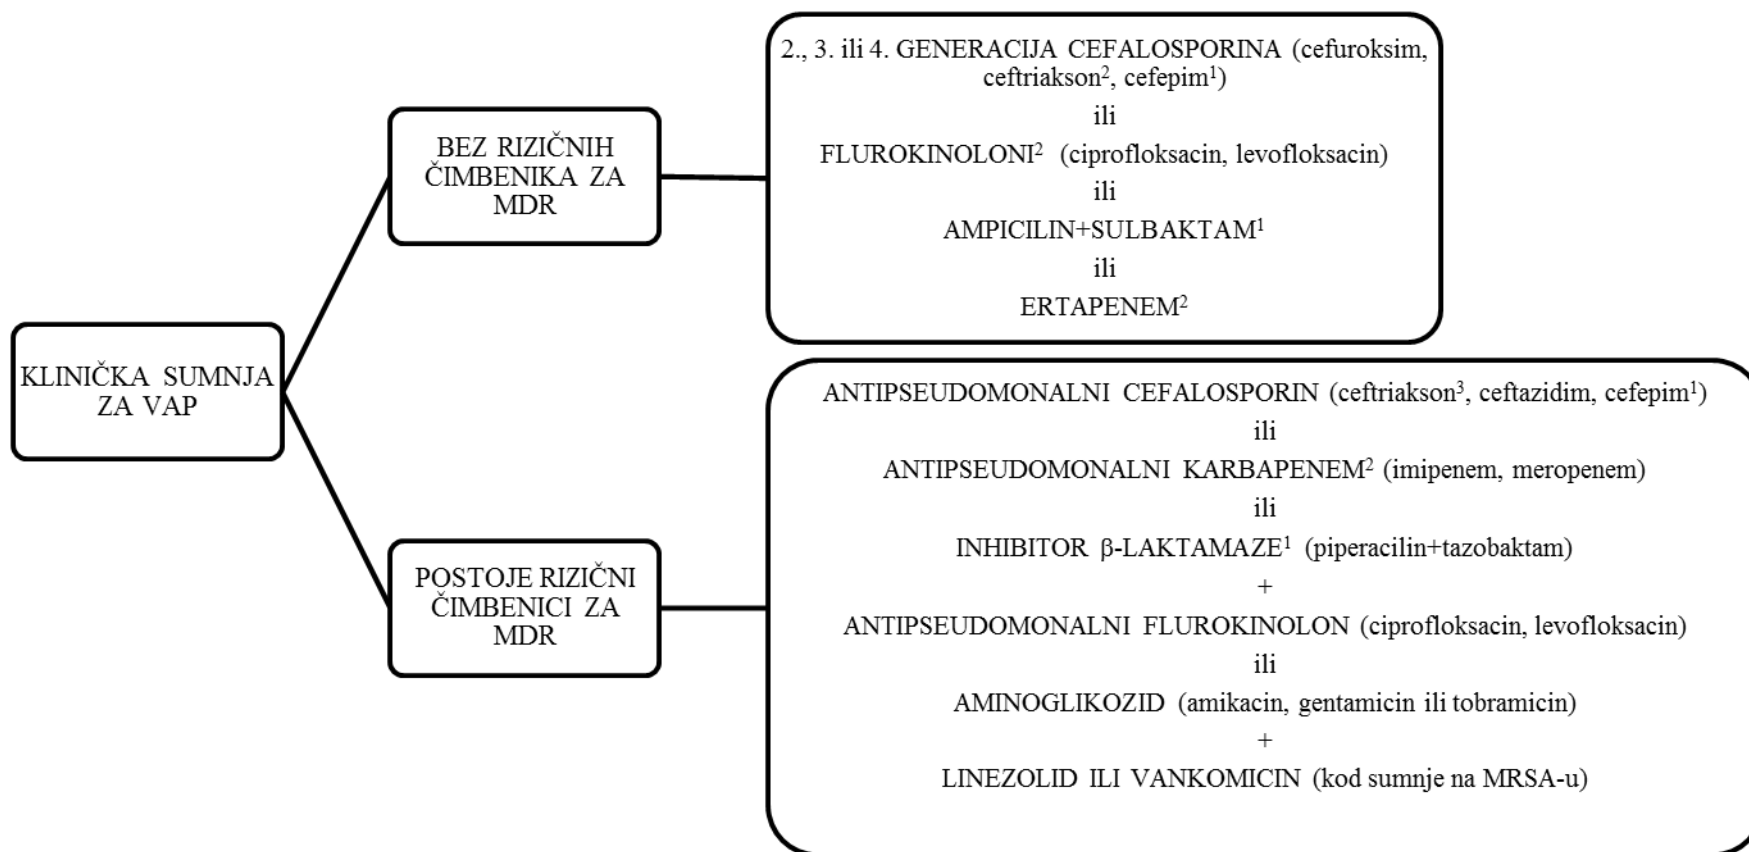 KLINIČKA SUMNJA
ZA VAP
BEZ RIZIČNIH
ČIMBENIKA ZA
MDR
2., 3. ili 4. GENERACIJA CEFALOSPORINA (cefuroksim,
ceftriakson², cefepim¹)
ili
FLUROKINOLONI² (ciprofloksacin, levofloksacin)
ili
AMPICILIN+SULBAKTAM¹
ili
ERTAPENEM²
POSTOJE RIZIČNI
ČIMBENICI ZA
MDR
ANTIPSEUDOMONALNI CEFALOSPORIN (ceftriakson³, ceftazidim, cefepim¹)
ili
ANTIPSEUDOMONALNI KARBAPENEM² (imipenem, meropenem)
ili
INHIBITOR β-LAKTAMAZE¹ (piperacilin+tazobaktam)
+
ANTIPSEUDOMONALNI FLUROKINOLON (ciprofloksacin, levofloksacin)
ili
AMINOGLIKOZID (amikacin, gentamicin ili tobramicin)
+
LINEZOLID ILI VANKOMICIN (kod sumnje na MRSA-u)